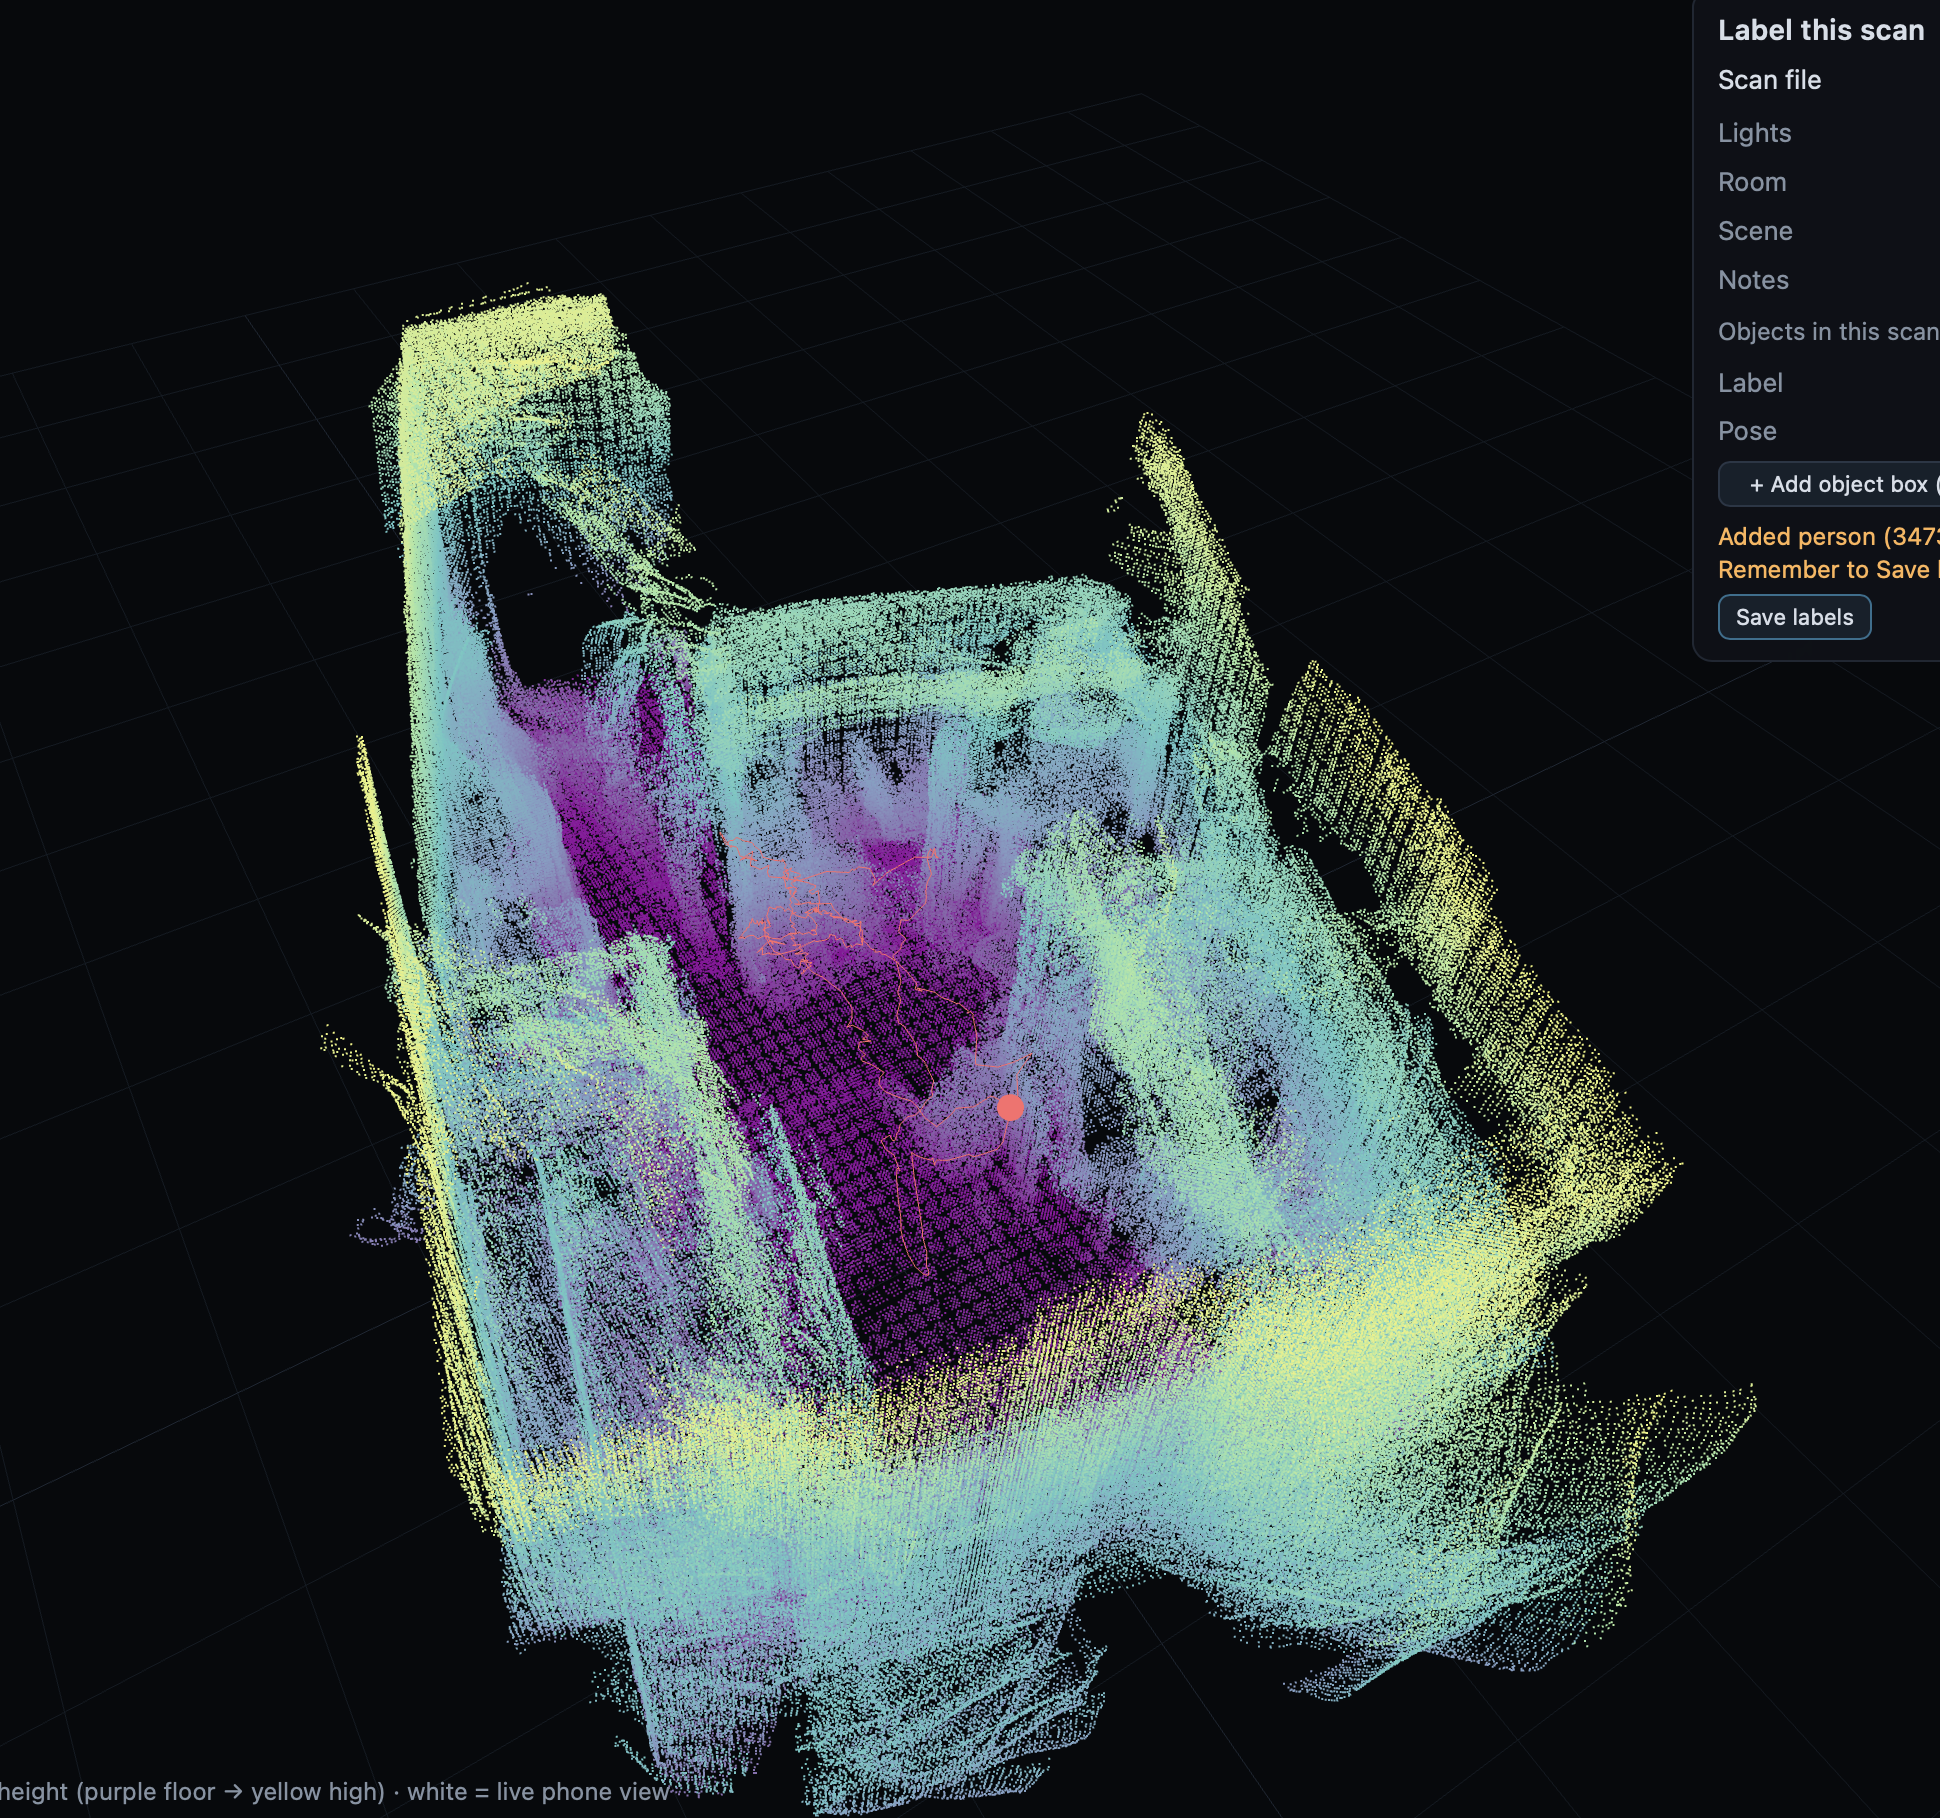 Label this scan
Scan file
Lights
Room
Scene
Notes
Objects in this scan
Label
Pose
+ Add object box (
Added person (3473
Remember to Save
Save labels
height (purple floor → yellow high) · white = live phone view